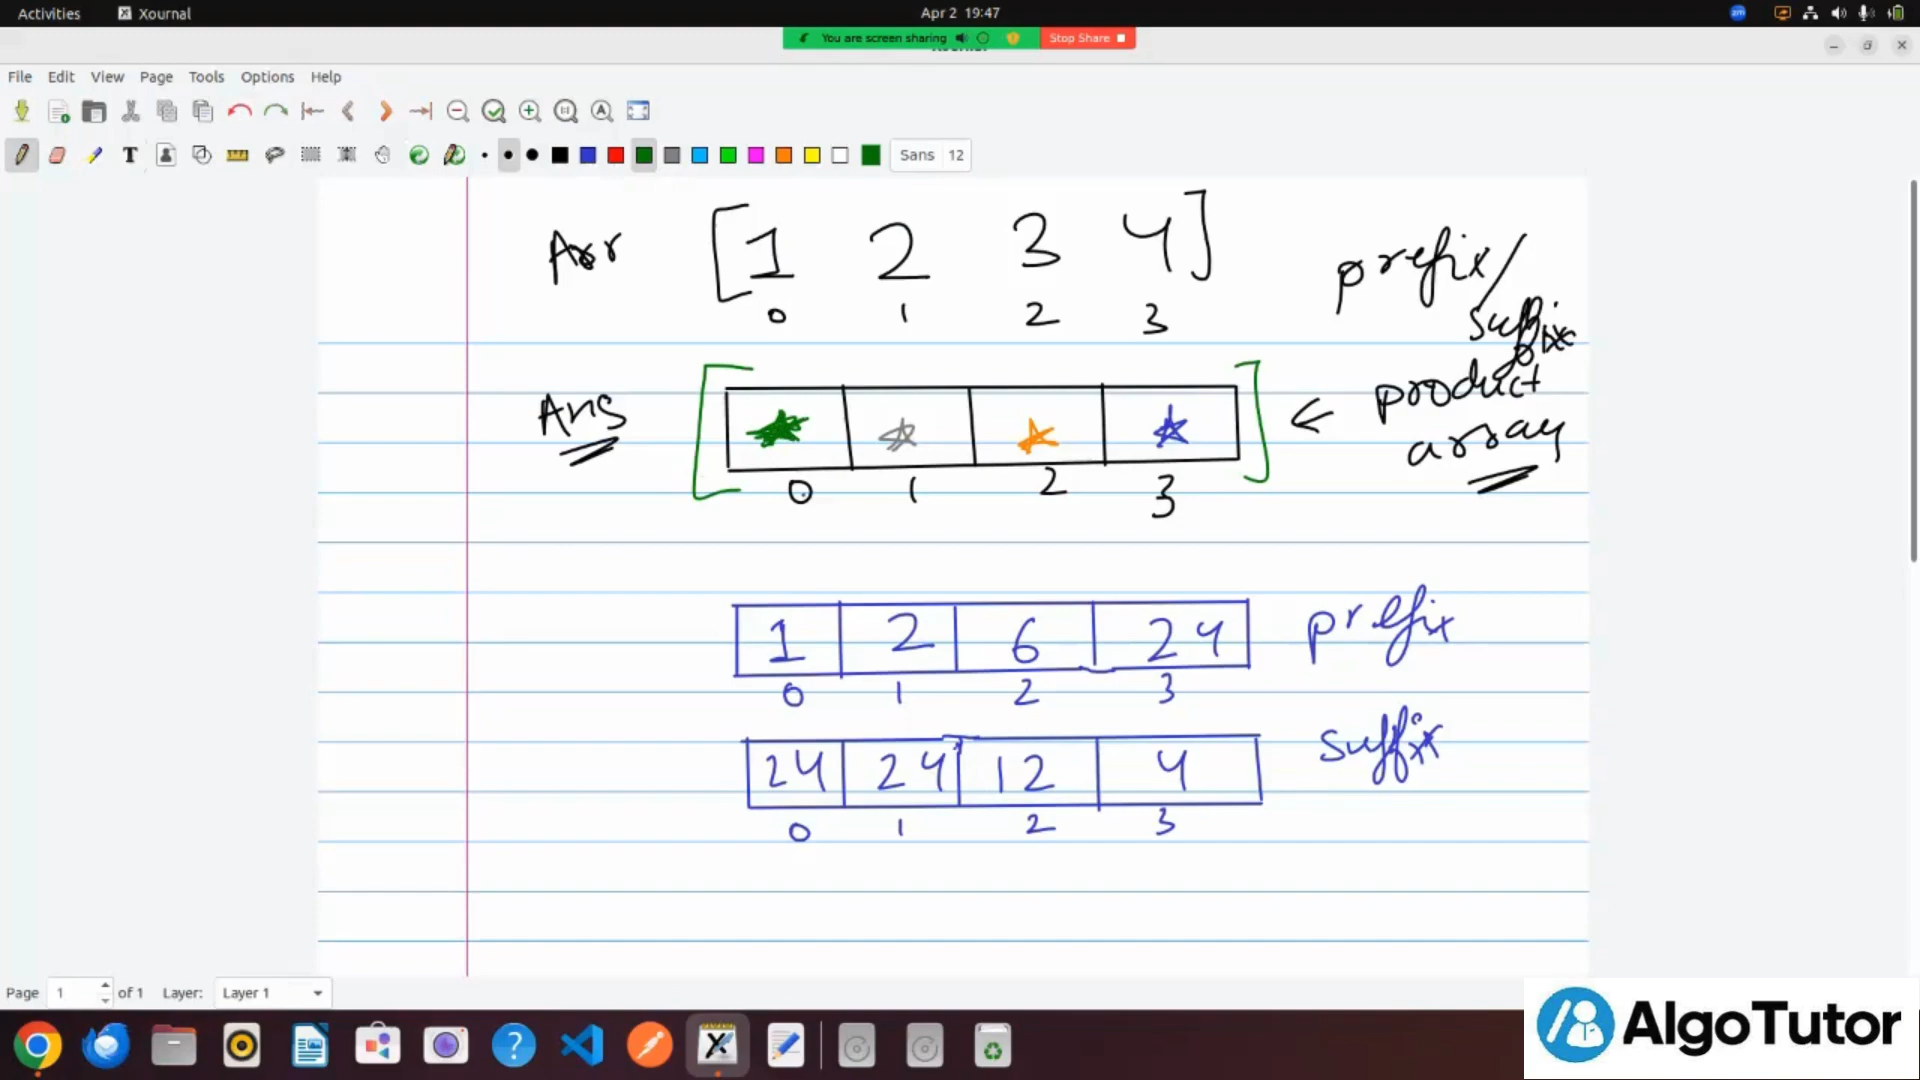 Activities Xournal Apr 2 19:47
You are screen sharing Stop Share
File Edit View Page Tools Options Help
T Sans 12
Arr [1 2 3 4] prefix/
0 1 2 3 suffix
Ans product
array
0 1 2 3
1 2 6 24 prefix
0 1 2 3
24 24 12 4 suffix
0 1 2 3
Page 1 of 1 Layer: Layer 1
AlgoTutor